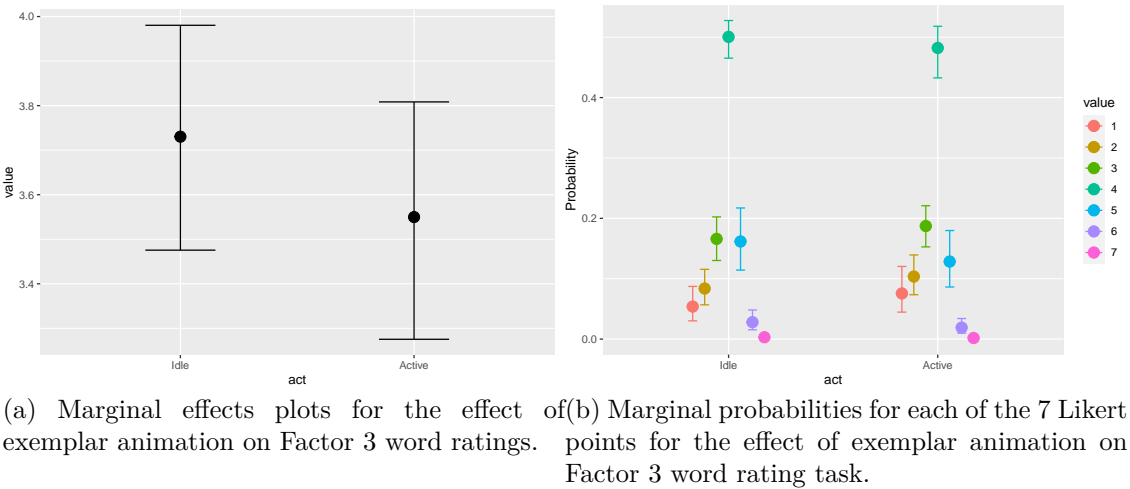 4.0
3.8
3.6
3.4
value
Idle
Active
act
0.4
0.2
0.0
Probability
Idle
Active
act
value
1
2
3
4
5
6
7
(a) Marginal effects plots for the effect of
exemplar animation on Factor 3 word ratings.
(b) Marginal probabilities for each of the 7 Likert
points for the effect of exemplar animation on
Factor 3 word rating task.